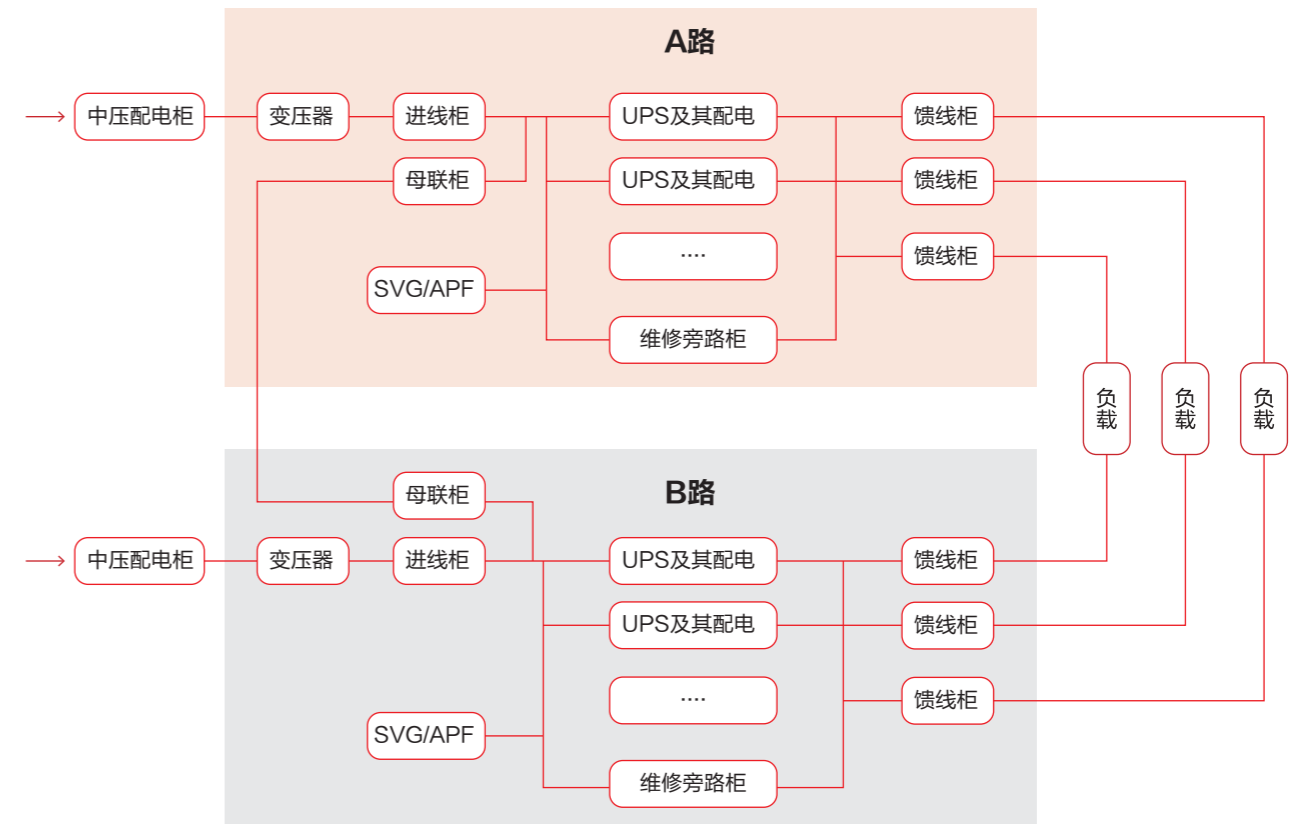 A路
中压配电柜
变压器
进线柜
UPS及其配电
馈线柜
母联柜
UPS及其配电
馈线柜
....
馈线柜
SVG/APF
维修旁路柜
负载
负载
负载
B路
母联柜
中压配电柜
变压器
进线柜
UPS及其配电
馈线柜
UPS及其配电
馈线柜
....
馈线柜
SVG/APF
维修旁路柜